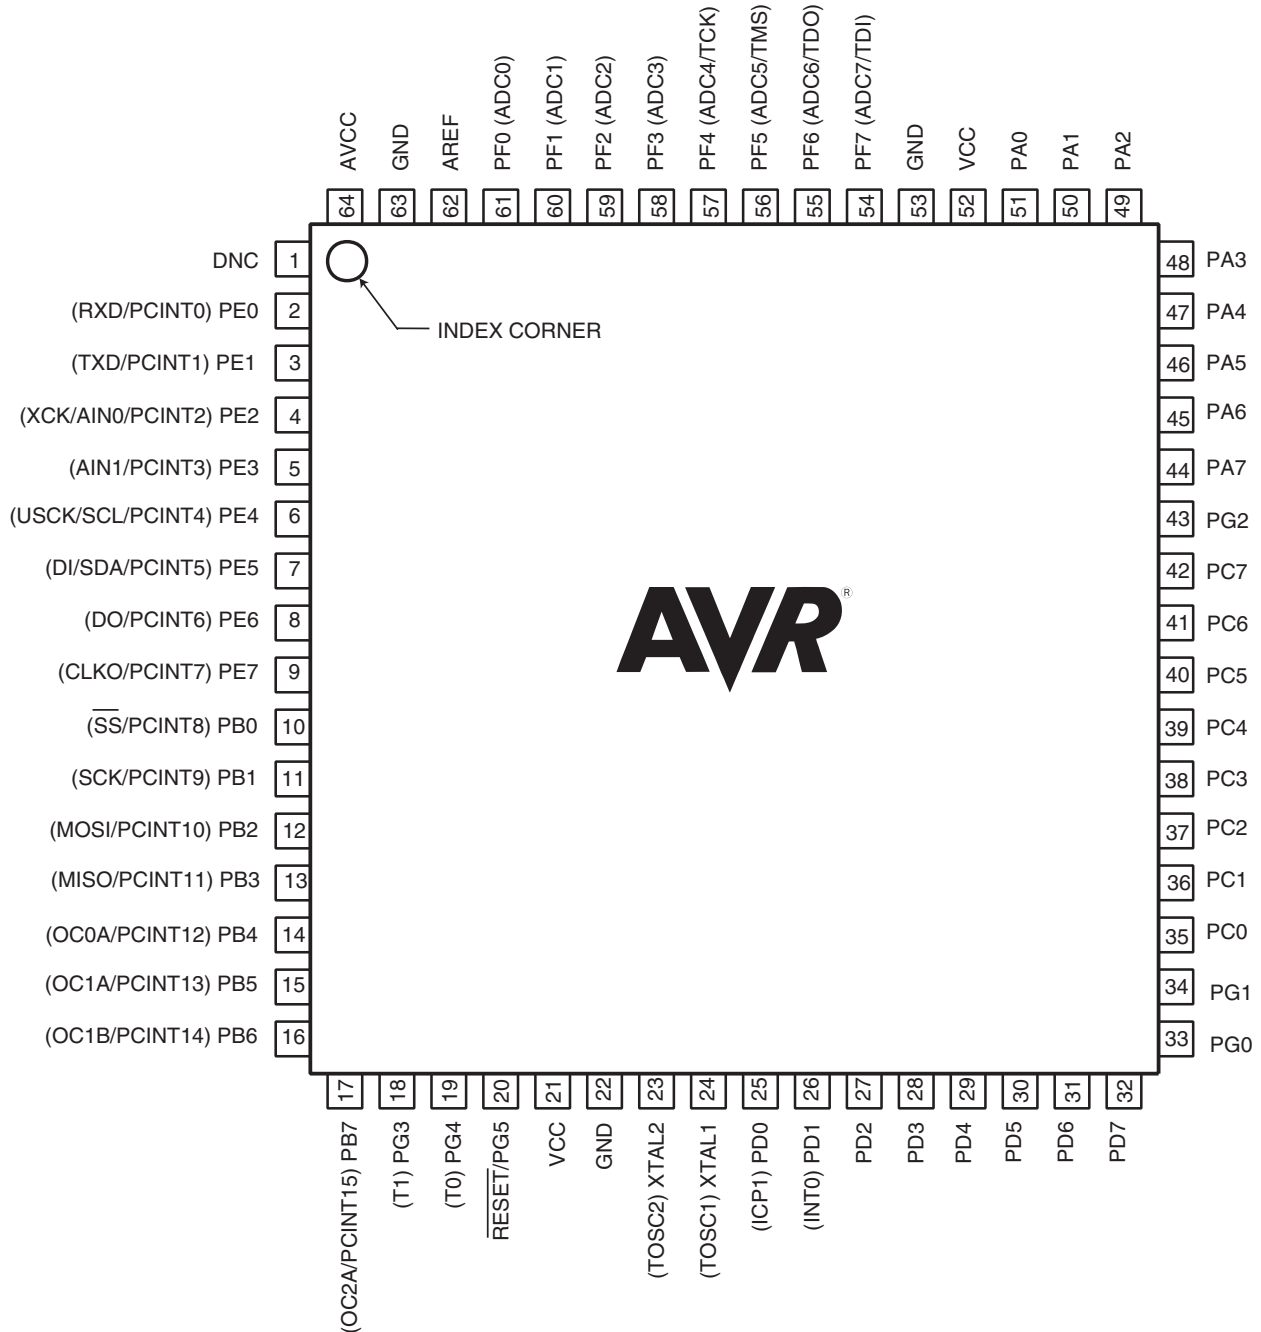 AVCC
GND
AREF
PF0 (ADC0)
PF1 (ADC1)
PF2 (ADC2)
PF3 (ADC3)
PF4 (ADC4/TCK)
PF5 (ADC5/TMS)
PF6 (ADC6/TDO)
PF7 (ADC7/TDI)
GND
VCC
PA0
PA1
PA2
64
63
62
61
60
59
58
57
56
55
54
53
52
51
50
49
DNC 1
(RXD/PCINT0) PE0 2
(TXD/PCINT1) PE1 3
(XCK/AIN0/PCINT2) PE2 4
(AIN1/PCINT3) PE3 5
(USCK/SCL/PCINT4) PE4 6
(DI/SDA/PCINT5) PE5 7
(DO/PCINT6) PE6 8
(CLKO/PCINT7) PE7 9
(SS/PCINT8) PB0 10
(SCK/PCINT9) PB1 11
(MOSI/PCINT10) PB2 12
(MISO/PCINT11) PB3 13
(OC0A/PCINT12) PB4 14
(OC1A/PCINT13) PB5 15
(OC1B/PCINT14) PB6 16
INDEX CORNER
AVR®
48 PA3
47 PA4
46 PA5
45 PA6
44 PA7
43 PG2
42 PC7
41 PC6
40 PC5
39 PC4
38 PC3
37 PC2
36 PC1
35 PC0
34 PG1
33 PG0
17
18
19
20
21
22
23
24
25
26
27
28
29
30
31
32
(OC2A/PCINT15) PB7
(T1) PG3
(T0) PG4
RESET/PG5
VCC
GND
(TOSC2) XTAL2
(TOSC1) XTAL1
(ICP1) PD0
(INT0) PD1
PD2
PD3
PD4
PD5
PD6
PD7